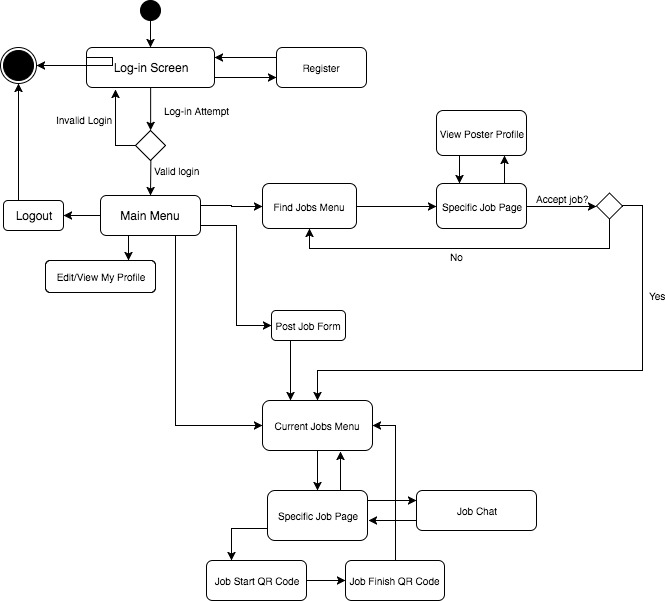 Log-in Screen
Register
Log-in Attempt
Invalid Login
View Poster Profile
Valid login
Accept job?
Logout
Main Menu
Find Jobs Menu
Specific Job Page
No
Edit/View My Profile
Yes
Post Job Form
Current Jobs Menu
Specific Job Page
Job Chat
Job Start QR Code
Job Finish QR Code